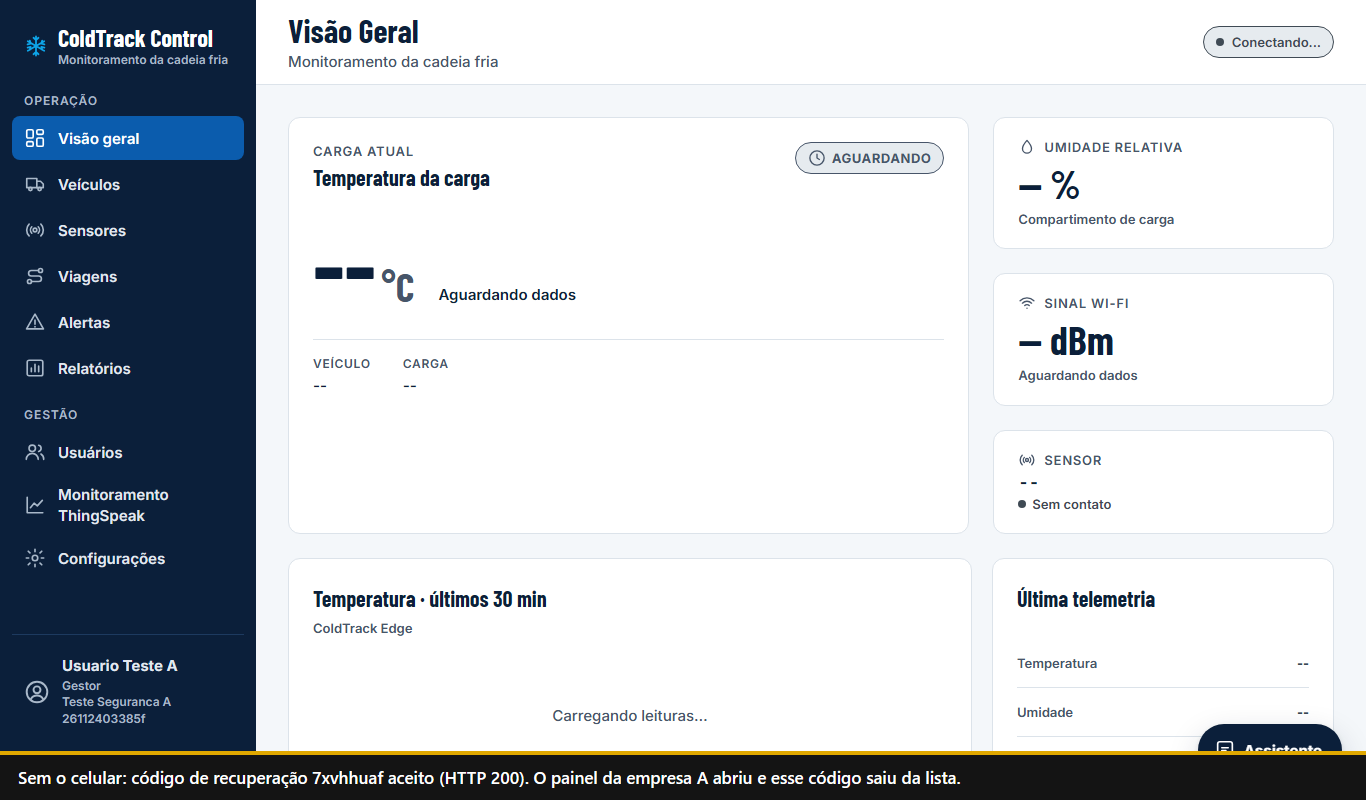 ColdTrack Control
Monitoramento da cadeia fria
OPERAÇÃO
Visão geral
Veículos
Sensores
Viagens
Alertas
Relatórios
GESTÃO
Usuários
Monitoramento
ThingSpeak
Configurações
Usuario Teste A
Gestor
Teste Seguranca A
26112403385f
Visão Geral
Monitoramento da cadeia fria
Conectando...
CARGA ATUAL
AGUARDANDO
Temperatura da carga
-- °C
Aguardando dados
VEÍCULO CARGA
-- --
UMIDADE RELATIVA
– %
Compartimento de carga
SINAL WI-FI
– dBm
Aguardando dados
SENSOR
--
Sem contato
Temperatura · últimos 30 min
ColdTrack Edge
Carregando leituras...
Última telemetria
Temperatura --
Umidade --
Assistente
Sem o celular: código de recuperação 7xvhhuaf aceito (HTTP 200). O painel da empresa A abriu e esse código saiu da lista.